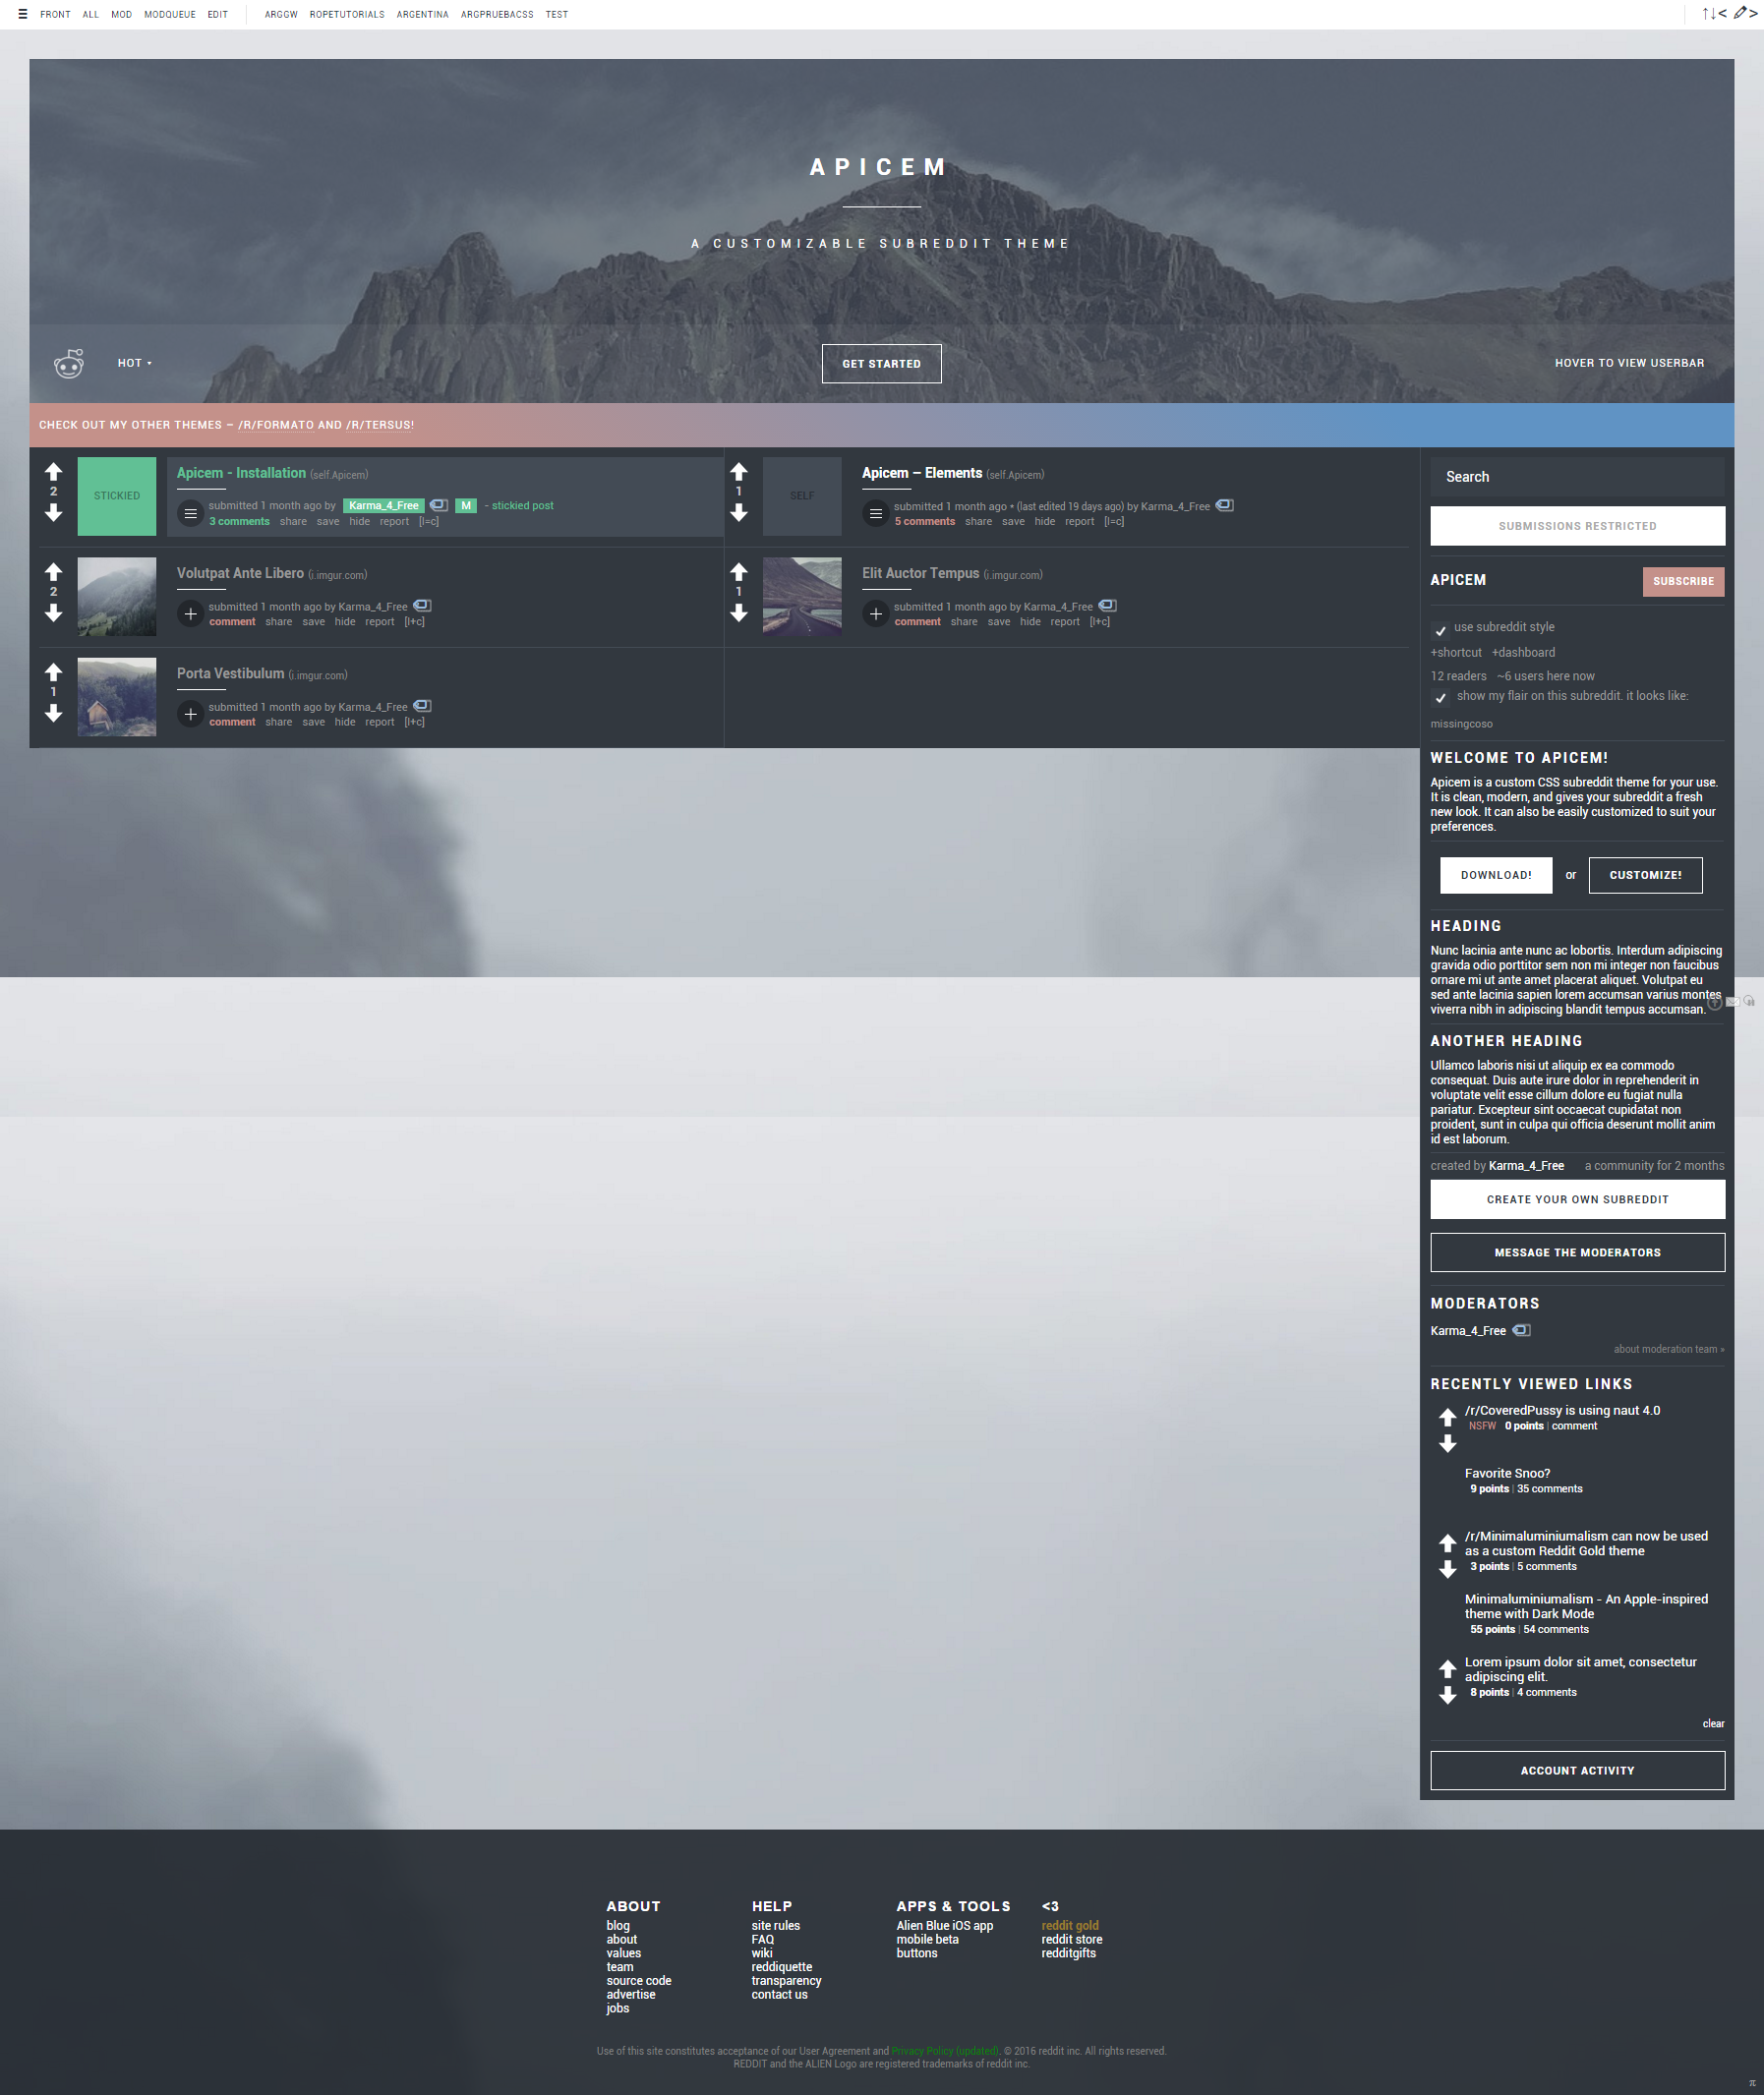 FRONT ALL MOD MODQUEUE EDIT ARGGW ROPETUTORIALS ARGENTINA ARGPRUEBACSS TEST
↑↓< >
APICEM
A CUSTOMIZABLE SUBREDDIT THEME
HOT GET STARTED HOVER TO VIEW USERBAR
CHECK OUT MY OTHER THEMES – /R/FORMATO AND /R/TERSUS!
2
STICKIED
Apicem - Installation (self.Apicem)
submitted 1 month ago by Karma_4_Free M - stickied post
3 comments share save hide report [l=c]
1
SELF
Apicem – Elements (self.Apicem)
submitted 1 month ago * (last edited 19 days ago) by Karma_4_Free
5 comments share save hide report [l=c]
2
Volutpat Ante Libero (i.imgur.com)
submitted 1 month ago by Karma_4_Free
comment share save hide report [l+c]
1
Elit Auctor Tempus (i.imgur.com)
submitted 1 month ago by Karma_4_Free
comment share save hide report [l+c]
1
Porta Vestibulum (i.imgur.com)
submitted 1 month ago by Karma_4_Free
comment share save hide report [l+c]
Search
SUBMISSIONS RESTRICTED
APICEM SUBSCRIBE
use subreddit style
+shortcut +dashboard
12 readers ~6 users here now
show my flair on this subreddit. it looks like:
missingcoso
WELCOME TO APICEM!
Apicem is a custom CSS subreddit theme for your use.
It is clean, modern, and gives your subreddit a fresh
new look. It can also be easily customized to suit your
preferences.
DOWNLOAD! or CUSTOMIZE!
HEADING
Nunc lacinia ante nunc ac lobortis. Interdum adipiscing
gravida odio porttitor sem non mi integer non faucibus
ornare mi ut ante amet placerat aliquet. Volutpat eu
sed ante lacinia sapien lorem accumsan varius montes
viverra nibh in adipiscing blandit tempus accumsan.
ANOTHER HEADING
Ullamco laboris nisi ut aliquip ex ea commodo
consequat. Duis aute irure dolor in reprehenderit in
voluptate velit esse cillum dolore eu fugiat nulla
pariatur. Excepteur sint occaecat cupidatat non
proident, sunt in culpa qui officia deserunt mollit anim
id est laborum.
created by Karma_4_Free a community for 2 months
CREATE YOUR OWN SUBREDDIT
MESSAGE THE MODERATORS
MODERATORS
Karma_4_Free
about moderation team »
RECENTLY VIEWED LINKS
/r/CoveredPussy is using naut 4.0
NSFW 0 points | comment
Favorite Snoo?
9 points | 35 comments
/r/Minimaluminiumalism can now be used
as a custom Reddit Gold theme
3 points | 5 comments
Minimaluminiumalism - An Apple-inspired
theme with Dark Mode
55 points | 54 comments
Lorem ipsum dolor sit amet, consectetur
adipiscing elit.
8 points | 4 comments
clear
ACCOUNT ACTIVITY
ABOUT
blog
about
values
team
source code
advertise
jobs
HELP
site rules
FAQ
wiki
reddiquette
transparency
contact us
APPS & TOOLS
Alien Blue iOS app
mobile beta
buttons
<3
reddit gold
reddit store
redditgifts
Use of this site constitutes acceptance of our User Agreement and Privacy Policy (updated). © 2016 reddit inc. All rights reserved.
REDDIT and the ALIEN Logo are registered trademarks of reddit inc.
π